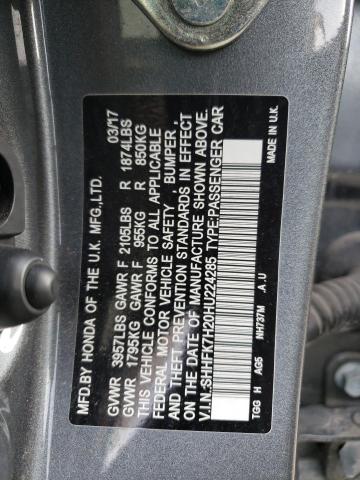 MFD.BY HONDA OF THE U.K. MFG.,LTD. 03/17
GVWR 3957LBS GAWR F 2105LBS R 1874LBS
GVWR 1795KG GAWR F 955KG R 850KG
THIS VEHICLE CONFORMS TO ALL APPLICABLE
FEDERAL MOTOR VEHICLE SAFETY , BUMPER ,
AND THEFT PREVENTION STANDARDS IN EFFECT
ON THE DATE OF MANUFACTURE SHOWN ABOVE.
V.I.N.:SHHFK7H20HU224285 TYPE:PASSENGER CAR
TGG H AG5 NH737M .A .U MADE IN U.K.